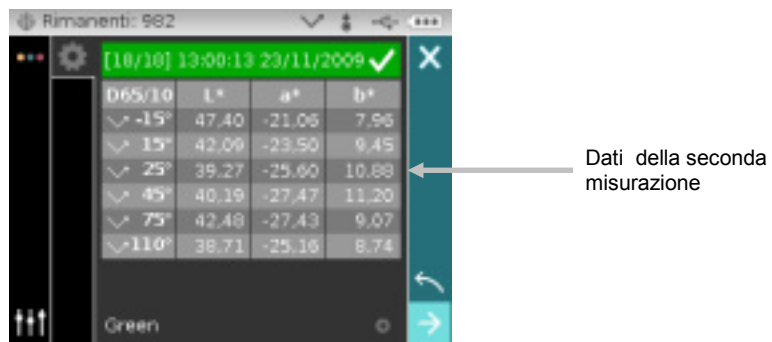 Rimanenti: 982
[18/18] 13:00:13 23/11/2009
D65/10 L* a* b*
-15° 47,40 -21,06 7,96
15° 42,09 -23,50 9,45
25° 39,27 -25,60 10,88
45° 40,19 -27,47 11,20
75° 42,48 -27,43 9,07
110° 38,71 -25,16 8,74
Green
Dati della seconda
misurazione